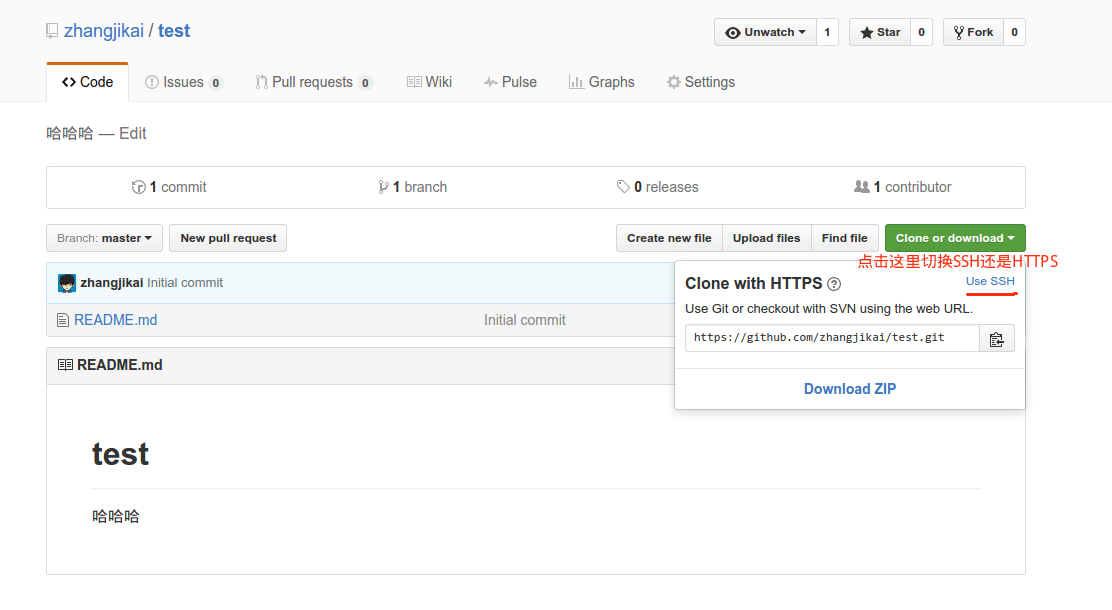 zhangjikai / test
Unwatch 1 Star 0 Fork 0
Code Issues 0 Pull requests 0 Wiki Pulse Graphs Settings
哈哈哈 — Edit
1 commit 1 branch 0 releases 1 contributor
Branch: master New pull request Create new file Upload files Find file Clone or download
点击这里切换SSH还是HTTPS
zhangjikai Initial commit
Clone with HTTPS ? Use SSH
Use Git or checkout with SVN using the web URL.
README.md Initial commit
https://github.com/zhangjikai/test.git
README.md
Download ZIP
test
哈哈哈